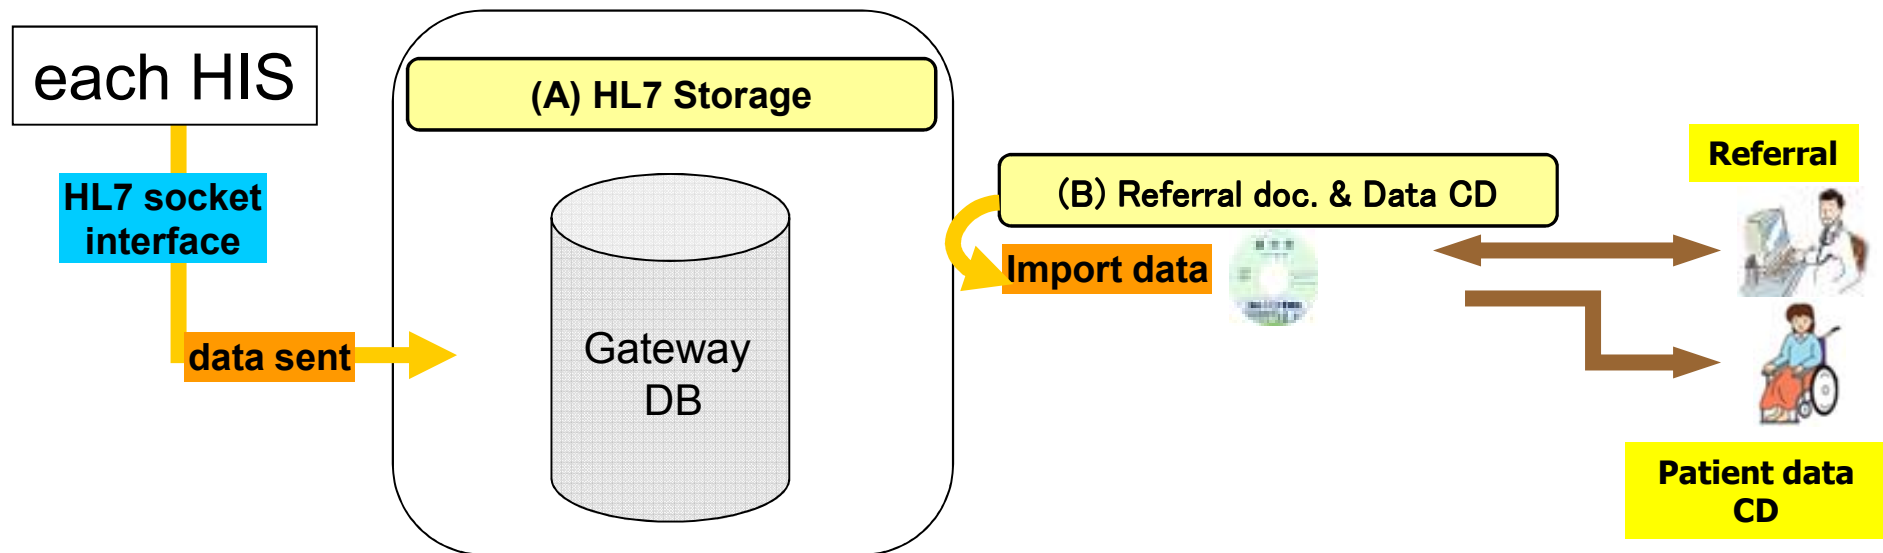 each HIS
(A) HL7 Storage
HL7 socket
interface
data sent
Gateway
DB
(B) Referral doc. & Data CD
Import data
Referral
Patient data
CD